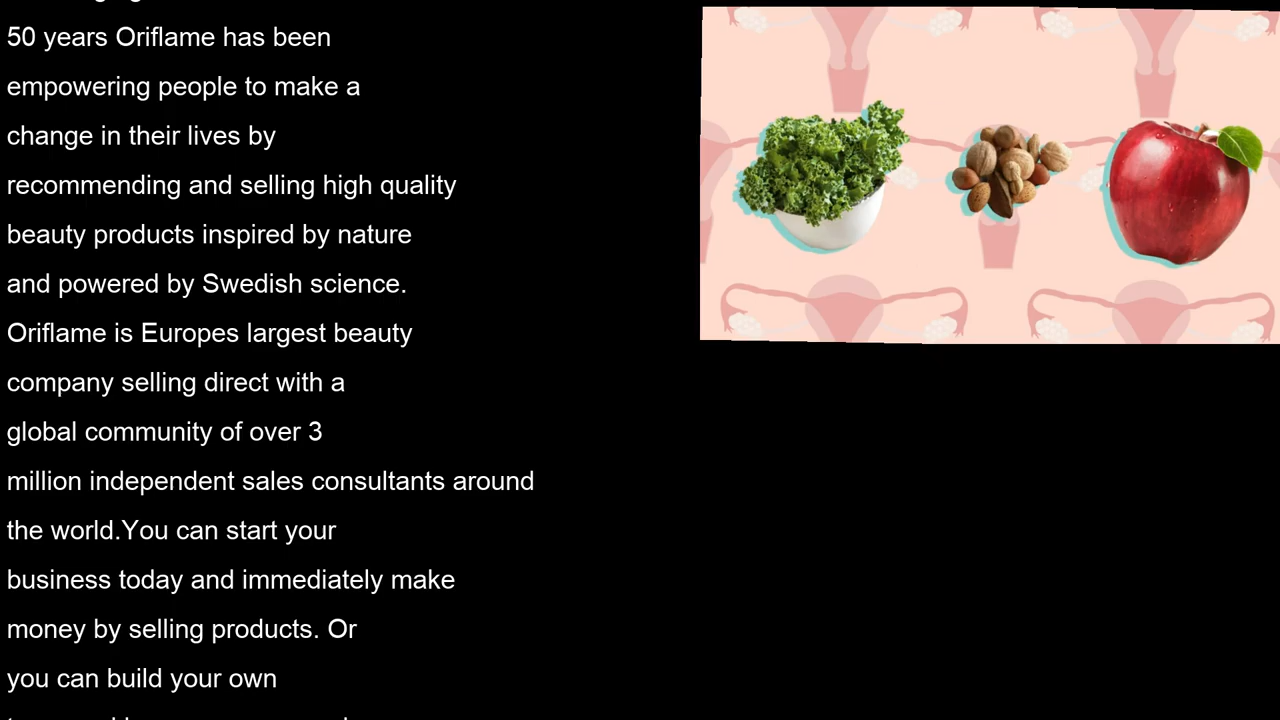 50 years Oriflame has been
empowering people to make a
change in their lives by
recommending and selling high quality
beauty products inspired by nature
and powered by Swedish science.
Oriflame is Europes largest beauty
company selling direct with a
global community of over 3
million independent sales consultants around
the world.You can start your
business today and immediately make
money by selling products. Or
you can build your own